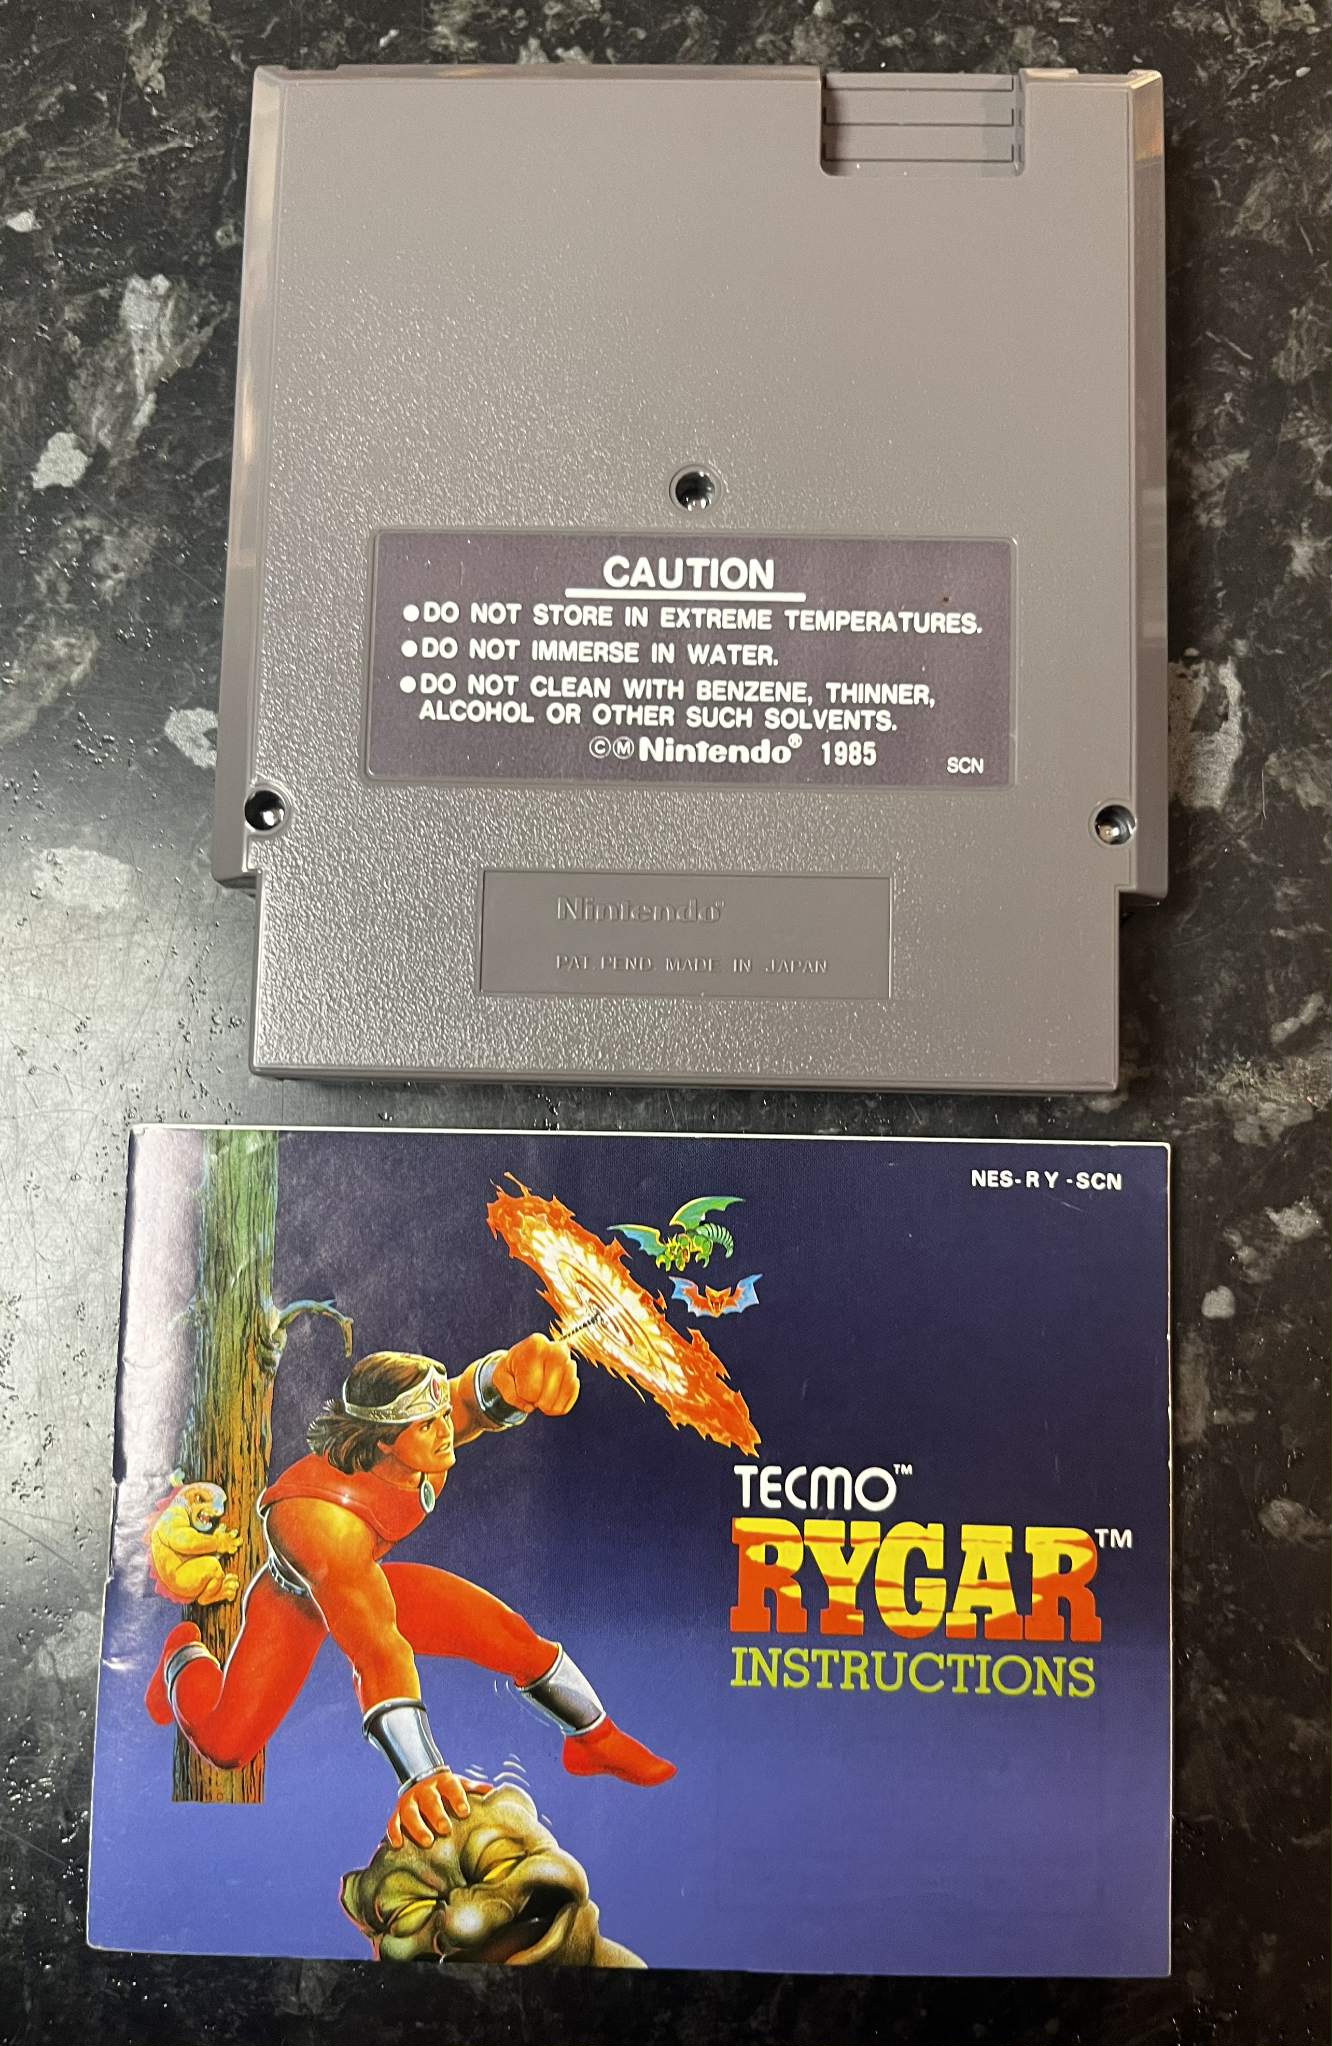 CAUTION
●DO NOT STORE IN EXTREME TEMPERATURES.
●DO NOT IMMERSE IN WATER.
●DO NOT CLEAN WITH BENZENE, THINNER,
ALCOHOL OR OTHER SUCH SOLVENTS.
©Ⓜ Nintendo® 1985
SCN
Nintendo®
PAT. PEND. MADE IN JAPAN
NES-RY-SCN
TECMO™
RYGAR™
INSTRUCTIONS